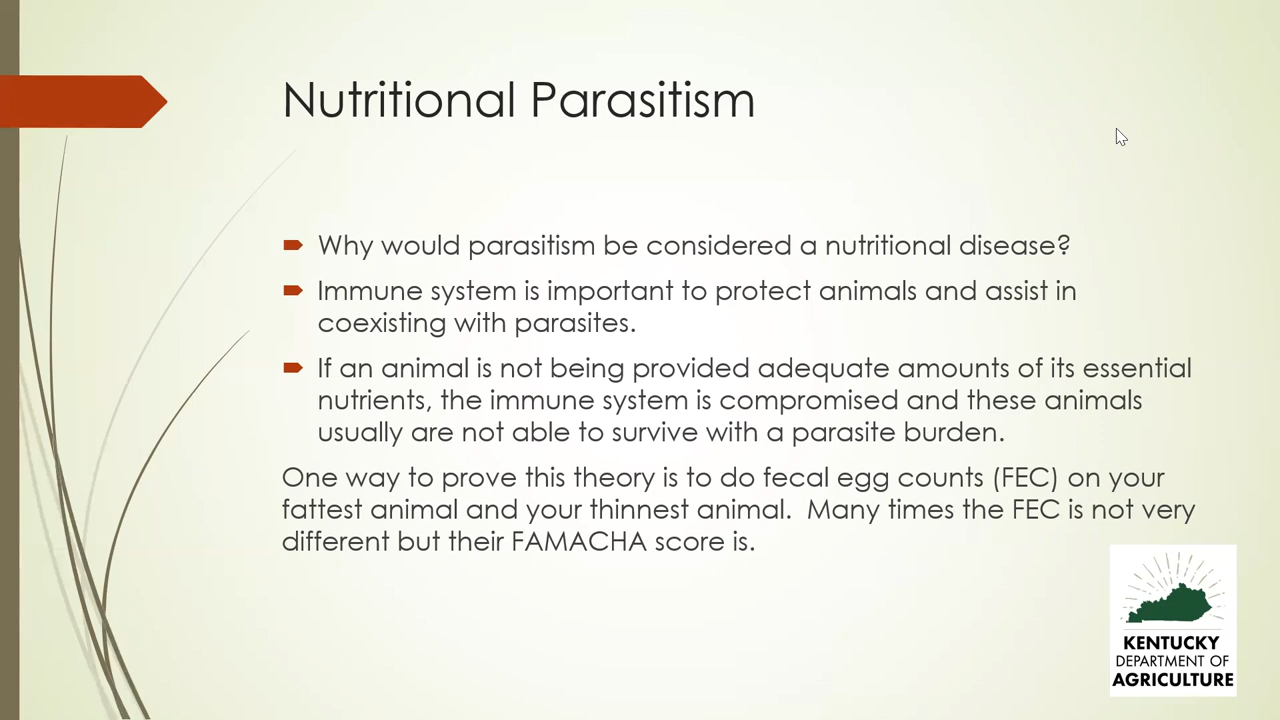 Nutritional Parasitism
Why would parasitism be considered a nutritional disease?
Immune system is important to protect animals and assist in
coexisting with parasites.
If an animal is not being provided adequate amounts of its essential
nutrients, the immune system is compromised and these animals
usually are not able to survive with a parasite burden.
One way to prove this theory is to do fecal egg counts (FEC) on your
fattest animal and your thinnest animal.  Many times the FEC is not very
different but their FAMACHA score is.
KENTUCKY
DEPARTMENT OF
AGRICULTURE